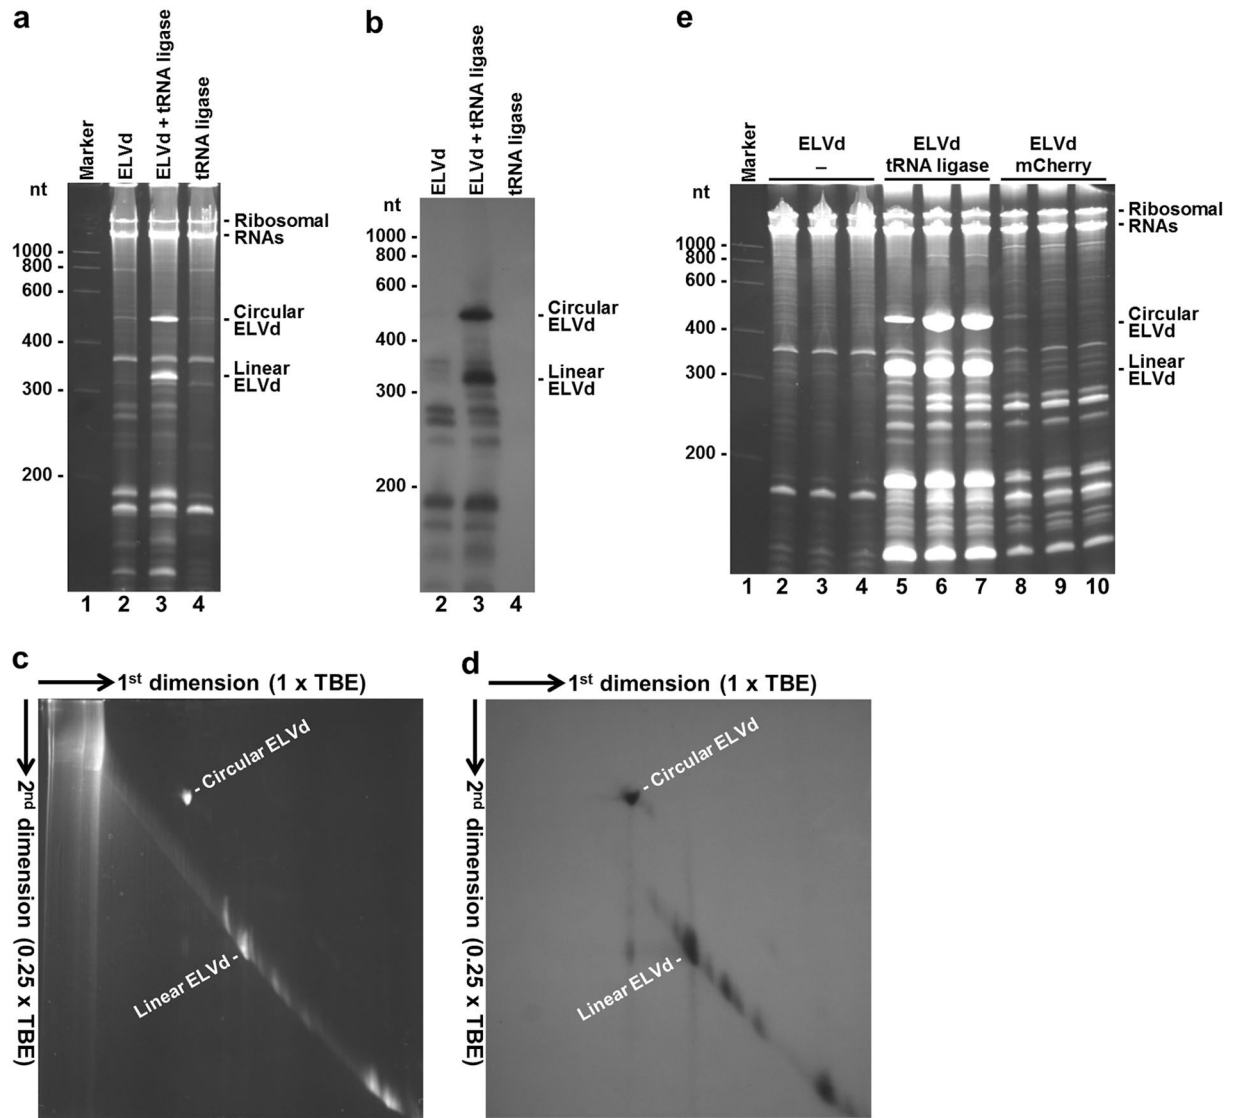 a
Marker
ELVd
ELVd + tRNA ligase
tRNA ligase
nt
1000 -
800 -
600 -
400 -
300 -
200 -
- Ribosomal
RNAs
- Circular
ELVd
- Linear
ELVd
1 2 3 4
b
ELVd
ELVd + tRNA ligase
tRNA ligase
nt
1000 -
800 -
600 -
400 -
300 -
200 -
- Circular
ELVd
- Linear
ELVd
2 3 4
e
Marker
ELVd
–
ELVd
tRNA ligase
ELVd
mCherry
nt
1000 -
800 -
600 -
400 -
300 -
200 -
- Ribosomal
RNAs
- Circular
ELVd
- Linear
ELVd
1 2 3 4 5 6 7 8 9 10
c
1st dimension (1 x TBE)
2nd dimension (0.25 x TBE)
- Circular ELVd
Linear ELVd -
d
1st dimension (1 x TBE)
2nd dimension (0.25 x TBE)
- Circular ELVd
Linear ELVd -